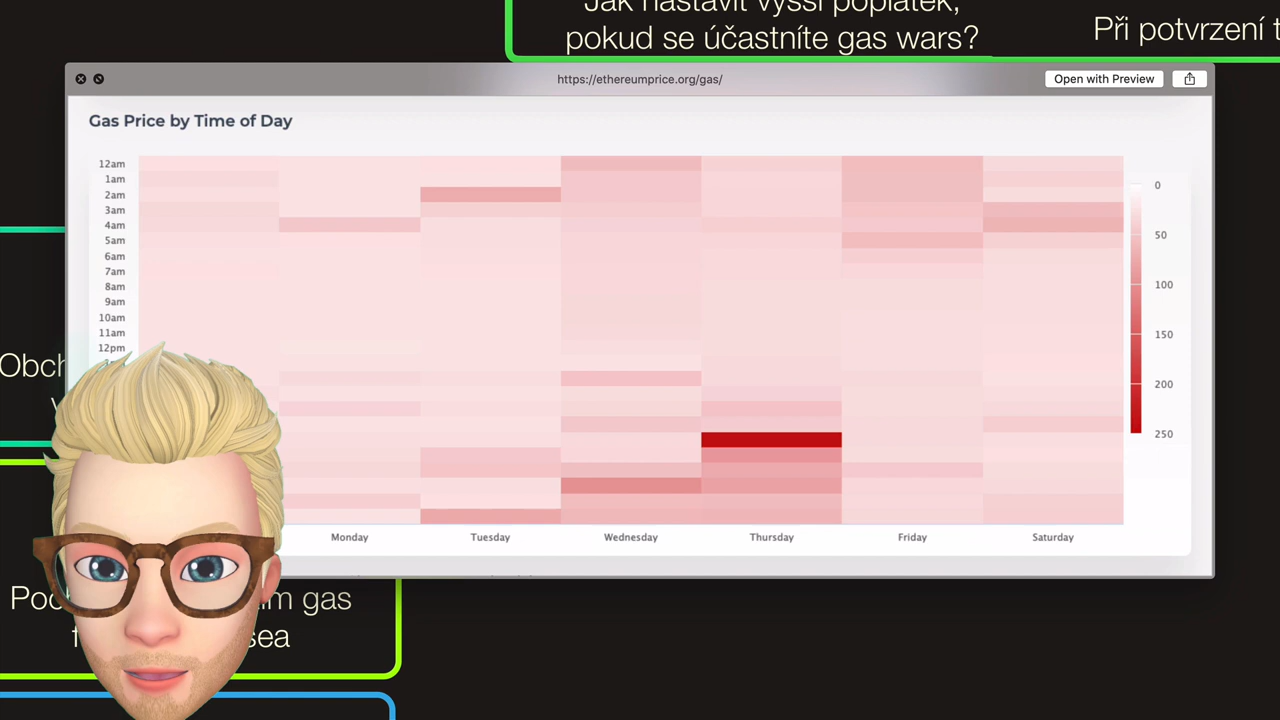 Jak nastavit vyšší poplatek,
pokud se účastníte gas wars?
Při potvrzení t
https://ethereumprice.org/gas/
Open with Preview
Gas Price by Time of Day
12am
1am
2am
3am
4am
5am
6am
7am
8am
9am
10am
11am
12pm
0
50
100
150
200
250
Monday
Tuesday
Wednesday
Thursday
Friday
Saturday
Obch
gas